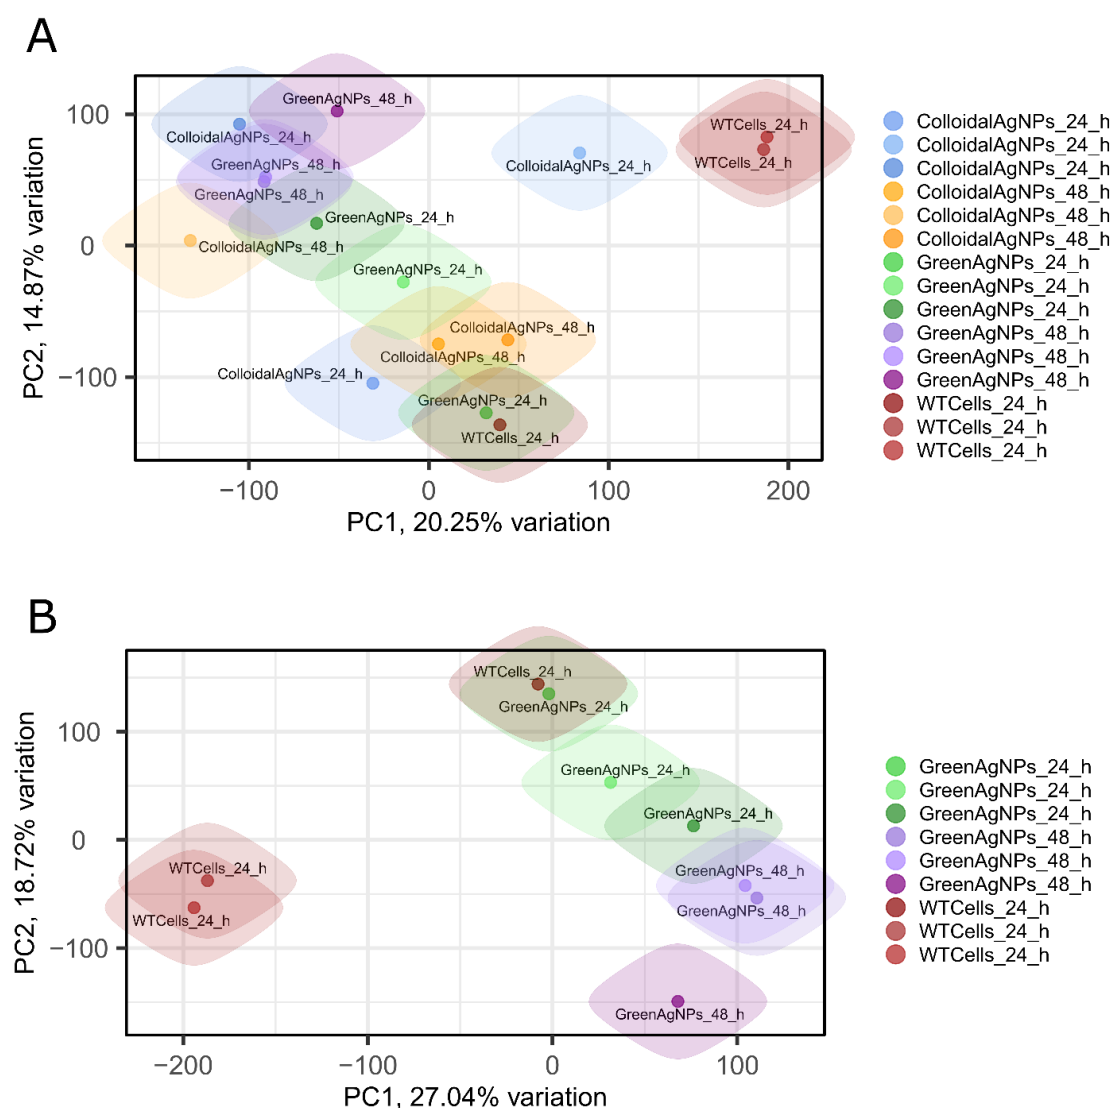 A
100
0
−100
PC2, 14.87% variation
GreenAgNPs_48_h
ColloidalAgNPs_24_h
GreenAgNPs_48_h
GreenAgNPs_48_h
GreenAgNPs_24_h
ColloidalAgNPs_48_h
GreenAgNPs_24_h
ColloidalAgNPs_24_h
WTCells_24_h
WTCells_24_h
ColloidalAgNPs_48_h
ColloidalAgNPs_48_h
ColloidalAgNPs_24_h
GreenAgNPs_24_h
WTCells_24_h
−100
0
100
200
PC1, 20.25% variation
ColloidalAgNPs_24_h
ColloidalAgNPs_24_h
ColloidalAgNPs_24_h
ColloidalAgNPs_48_h
ColloidalAgNPs_48_h
ColloidalAgNPs_48_h
GreenAgNPs_24_h
GreenAgNPs_24_h
GreenAgNPs_24_h
GreenAgNPs_48_h
GreenAgNPs_48_h
GreenAgNPs_48_h
WTCells_24_h
WTCells_24_h
WTCells_24_h
B
100
0
−100
PC2, 18.72% variation
WTCells_24_h
GreenAgNPs_24_h
GreenAgNPs_24_h
GreenAgNPs_24_h
WTCells_24_h
WTCells_24_h
GreenAgNPs_48_h
GreenAgNPs_48_h
GreenAgNPs_48_h
−200
−100
0
100
PC1, 27.04% variation
GreenAgNPs_24_h
GreenAgNPs_24_h
GreenAgNPs_24_h
GreenAgNPs_48_h
GreenAgNPs_48_h
GreenAgNPs_48_h
WTCells_24_h
WTCells_24_h
WTCells_24_h